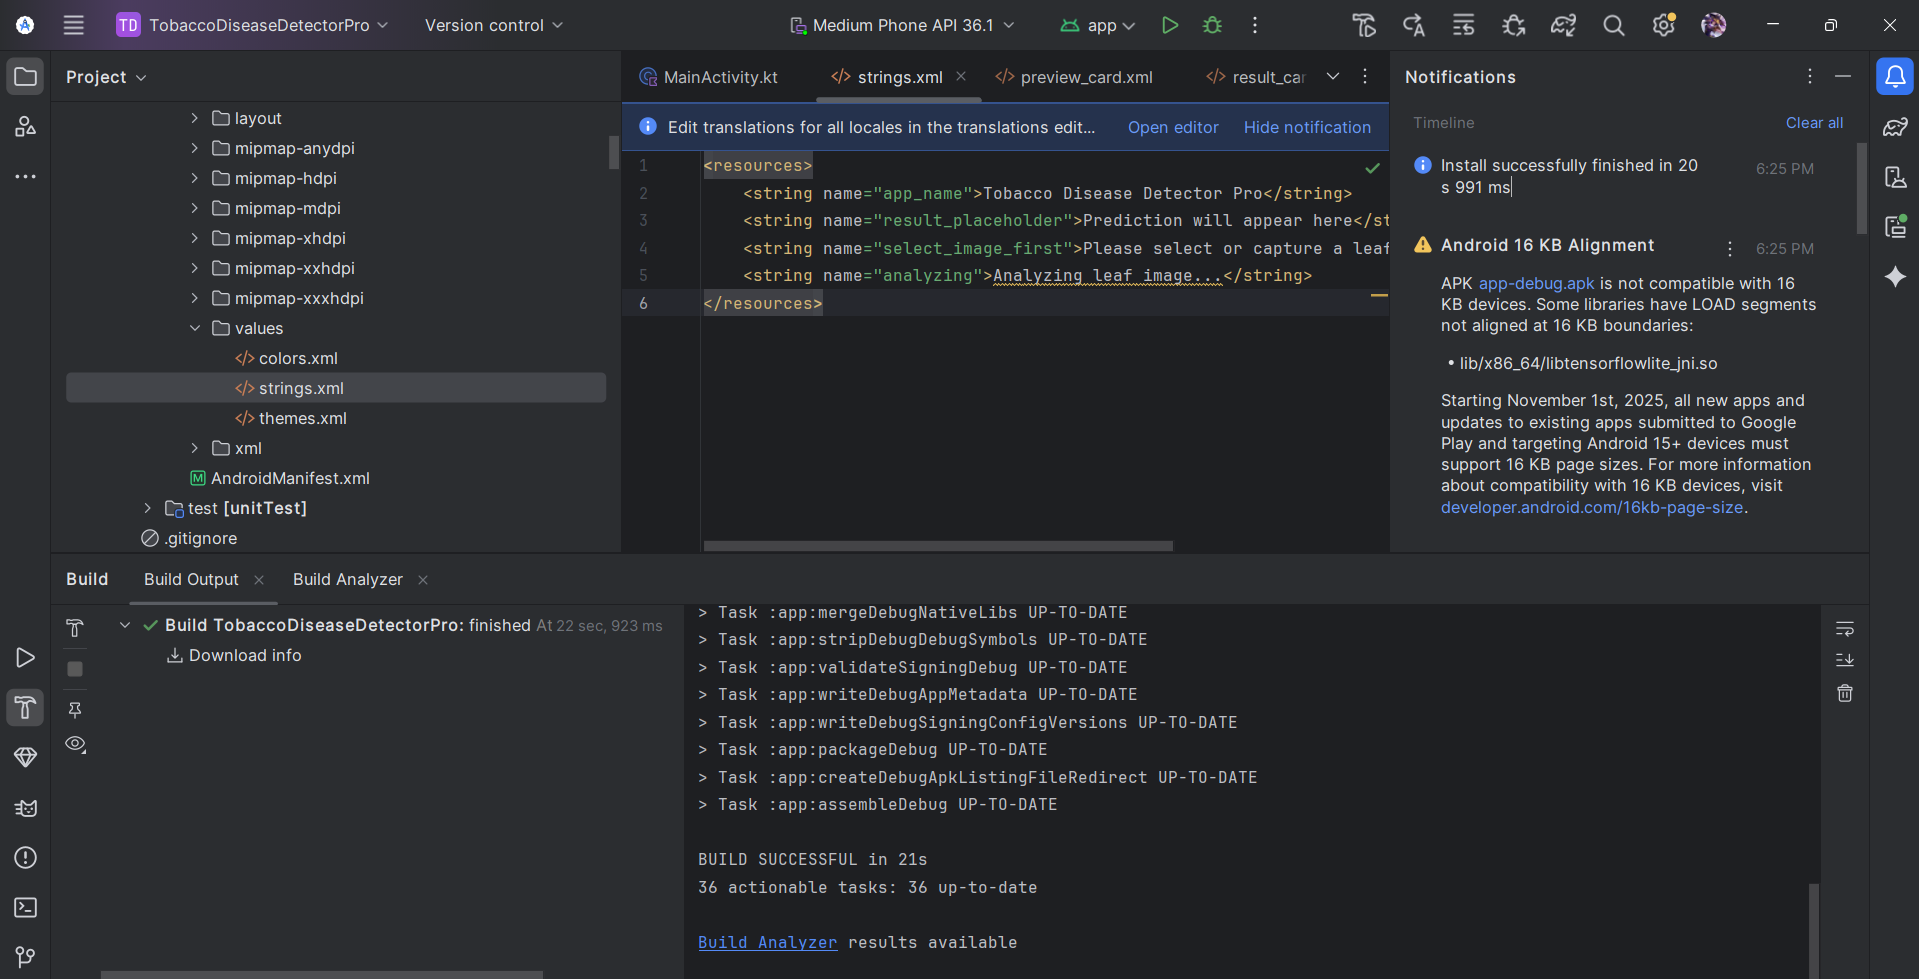 TD TobaccoDiseaseDetectorPro Version control Medium Phone API 36.1 app
Project
layout
mipmap-anydpi
mipmap-hdpi
mipmap-mdpi
mipmap-xhdpi
mipmap-xxhdpi
mipmap-xxxhdpi
values
</> colors.xml
</> strings.xml
</> themes.xml
xml
M AndroidManifest.xml
test [unitTest]
.gitignore
MainActivity.kt </> strings.xml </> preview_card.xml </> result_car
Edit translations for all locales in the translations edit... Open editor Hide notification
1 <resources>
2 <string name="app_name">Tobacco Disease Detector Pro</string>
3 <string name="result_placeholder">Prediction will appear here</st
4 <string name="select_image_first">Please select or capture a leaf
5 <string name="analyzing">Analyzing leaf image...</string>
6 </resources>
Notifications
Timeline Clear all
Install successfully finished in 20 6:25 PM
s 991 ms
Android 16 KB Alignment 6:25 PM
APK app-debug.apk is not compatible with 16
KB devices. Some libraries have LOAD segments
not aligned at 16 KB boundaries:
• lib/x86_64/libtensorflowlite_jni.so
Starting November 1st, 2025, all new apps and
updates to existing apps submitted to Google
Play and targeting Android 15+ devices must
support 16 KB page sizes. For more information
about compatibility with 16 KB devices, visit
developer.android.com/16kb-page-size.
Build Build Output Build Analyzer
Build TobaccoDiseaseDetectorPro: finished At 22 sec, 923 ms
Download info
> Task :app:mergeDebugNativeLibs UP-TO-DATE
> Task :app:stripDebugDebugSymbols UP-TO-DATE
> Task :app:validateSigningDebug UP-TO-DATE
> Task :app:writeDebugAppMetadata UP-TO-DATE
> Task :app:writeDebugSigningConfigVersions UP-TO-DATE
> Task :app:packageDebug UP-TO-DATE
> Task :app:createDebugApkListingFileRedirect UP-TO-DATE
> Task :app:assembleDebug UP-TO-DATE
BUILD SUCCESSFUL in 21s
36 actionable tasks: 36 up-to-date
Build Analyzer results available